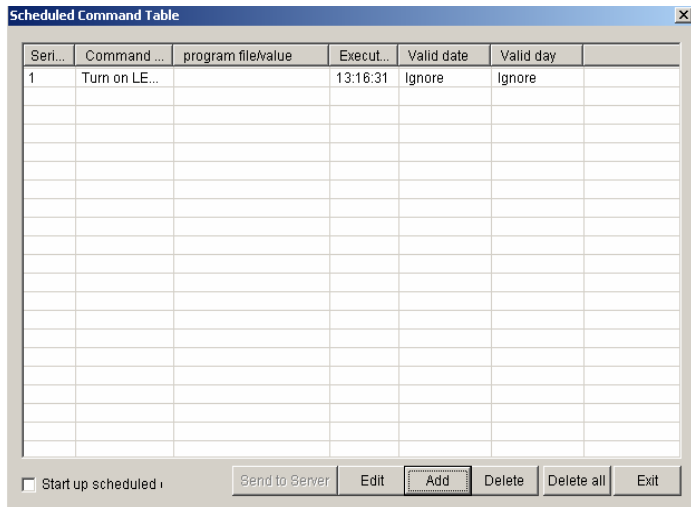 Scheduled Command Table
Seri... Command ... program file/value Execut... Valid date Valid day
1 Turn on LE... 13:16:31 Ignore Ignore
Start up scheduled Send to Server Edit Add Delete Delete all Exit